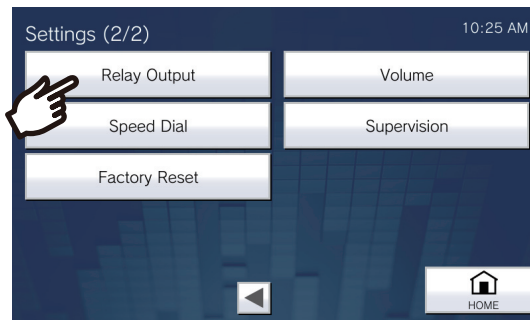 Settings (2/2)
10:25 AM
Relay Output
Volume
Speed Dial
Supervision
Factory Reset
HOME